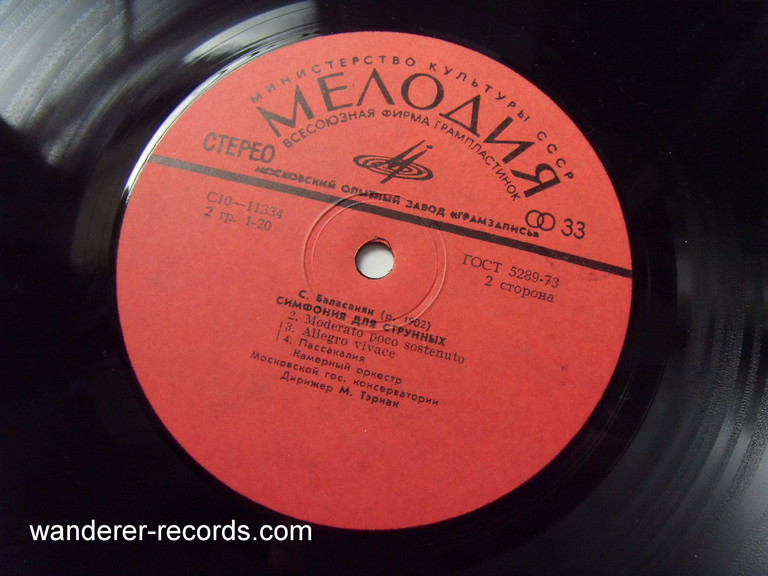 МИНИСТЕРСТВО КУЛЬТУРЫ СССР
МЕЛОДИЯ
ВСЕСОЮЗНАЯ ФИРМА ГРАМПЛАСТИНОК
СТЕРЕО
МОСКОВСКИЙ ОПЫТНЫЙ ЗАВОД «ГРАМЗАПИСЬ»
33
С10—11334
2 гр. 1-20
ГОСТ 5289-73
2 сторона
С. Баласанян (р. 1902)
СИМФОНИЯ ДЛЯ СТРУННЫХ
2. Moderato poco sostenuto
3. Allegro vivace
4. Пассакалия
Камерный оркестр
Московской гос. консерватории
Дирижер М. Тэриан
wanderer-records.com